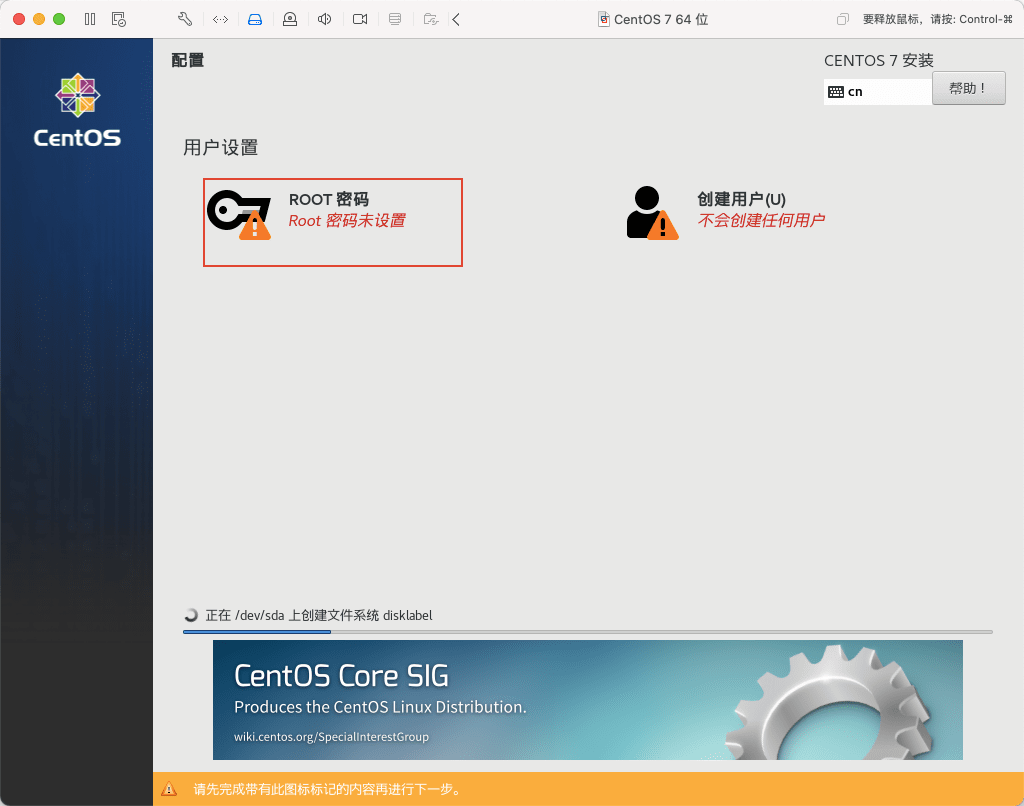 CentOS 7 64 位
要释放鼠标，请按: Control-⌘
CentOS
配置
CENTOS 7 安装
cn
帮助！
用户设置
ROOT 密码
Root 密码未设置
创建用户(U)
不会创建任何用户
正在 /dev/sda 上创建文件系统 disklabel
CentOS Core SIG
Produces the CentOS Linux Distribution.
wiki.centos.org/SpecialInterestGroup
请先完成带有此图标标记的内容再进行下一步。